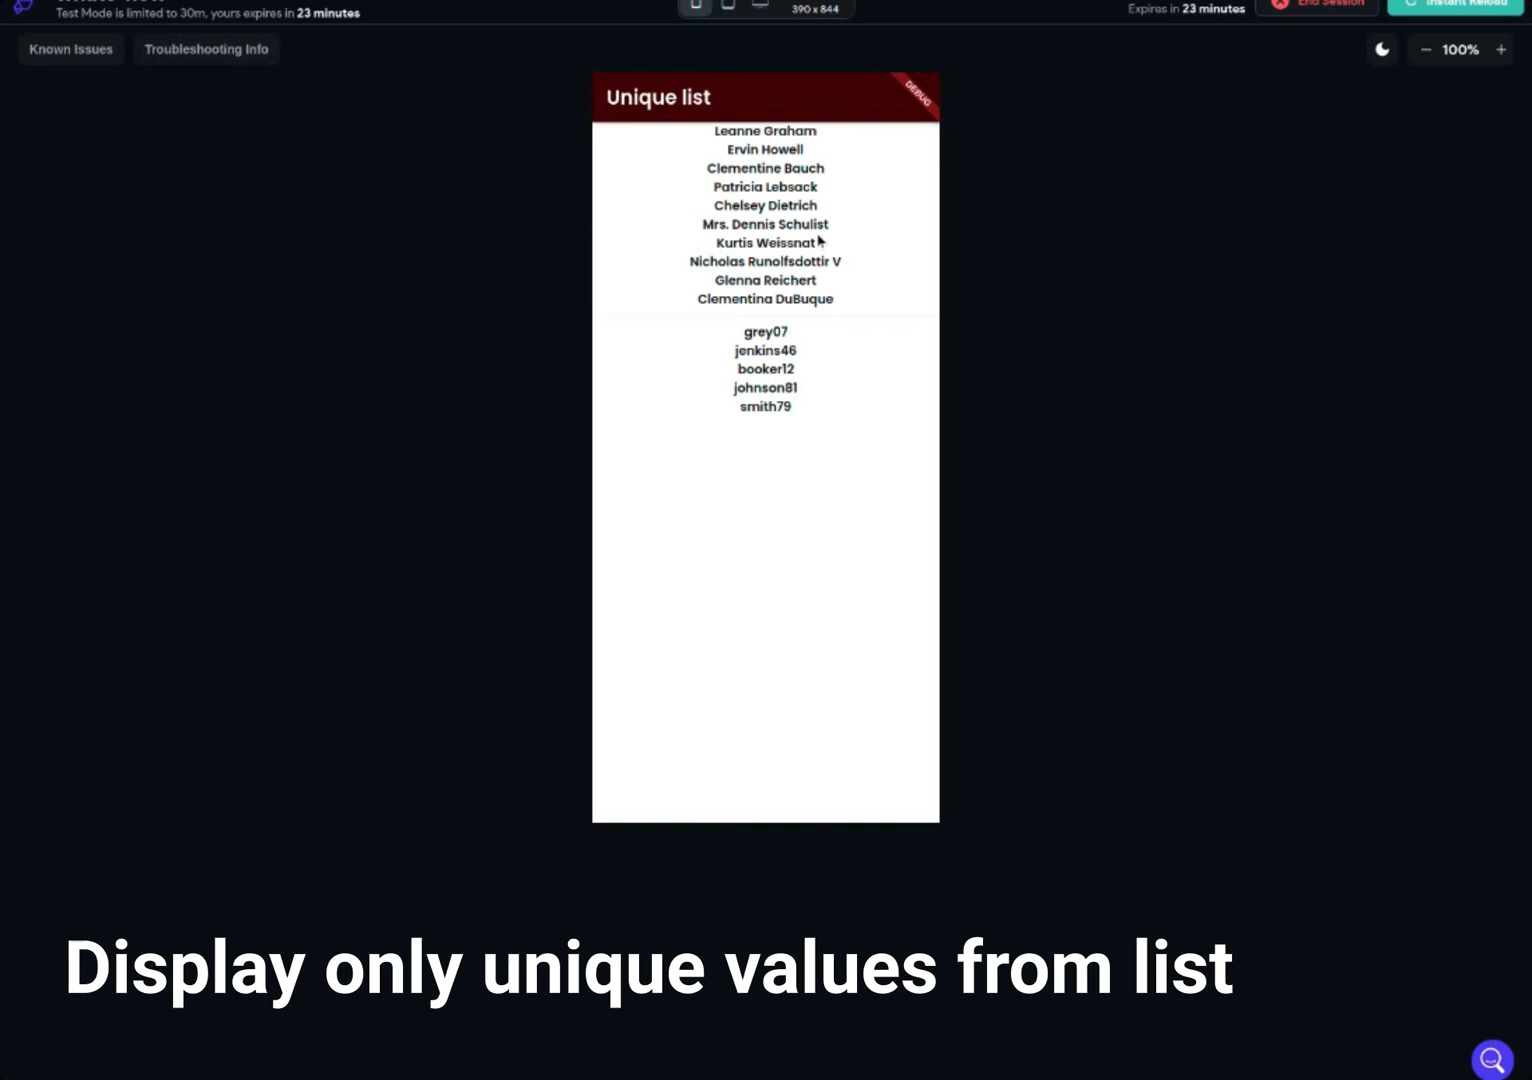 Test Mode is limited to 30m, yours expires in 23 minutes
390 x 844
Expires in 23 minutes
End Session
Instant Reload
Known Issues
Troubleshooting Info
100%
Unique list
DEBUG
Leanne Graham
Ervin Howell
Clementine Bauch
Patricia Lebsack
Chelsey Dietrich
Mrs. Dennis Schulist
Kurtis Weissnat
Nicholas Runolfsdottir V
Glenna Reichert
Clementina DuBuque
grey07
jenkins46
booker12
johnson81
smith79
Display only unique values from list